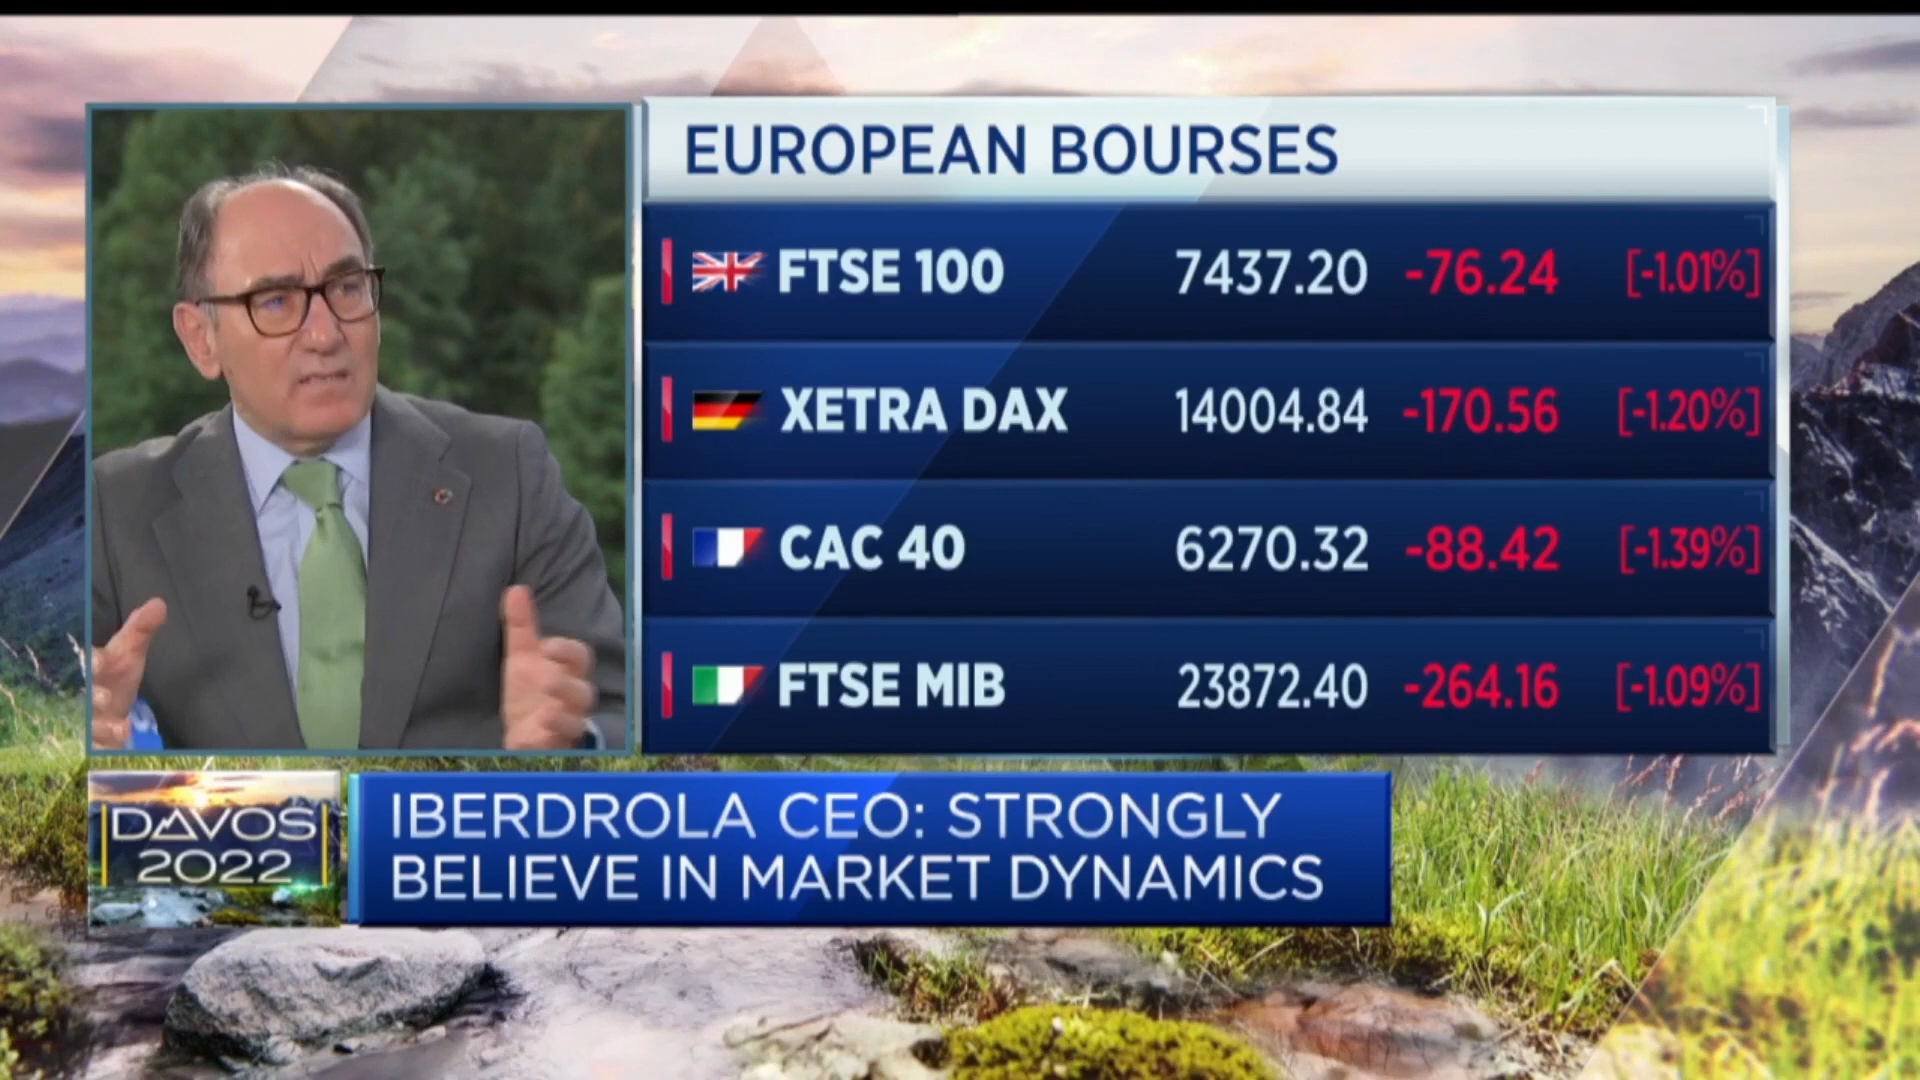 EUROPEAN BOURSES
FTSE 100 7437.20 -76.24 [-1.01%]
XETRA DAX 14004.84 -170.56 [-1.20%]
CAC 40 6270.32 -88.42 [-1.39%]
FTSE MIB 23872.40 -264.16 [-1.09%]
DAVOS
2022
IBERDROLA CEO: STRONGLY
BELIEVE IN MARKET DYNAMICS